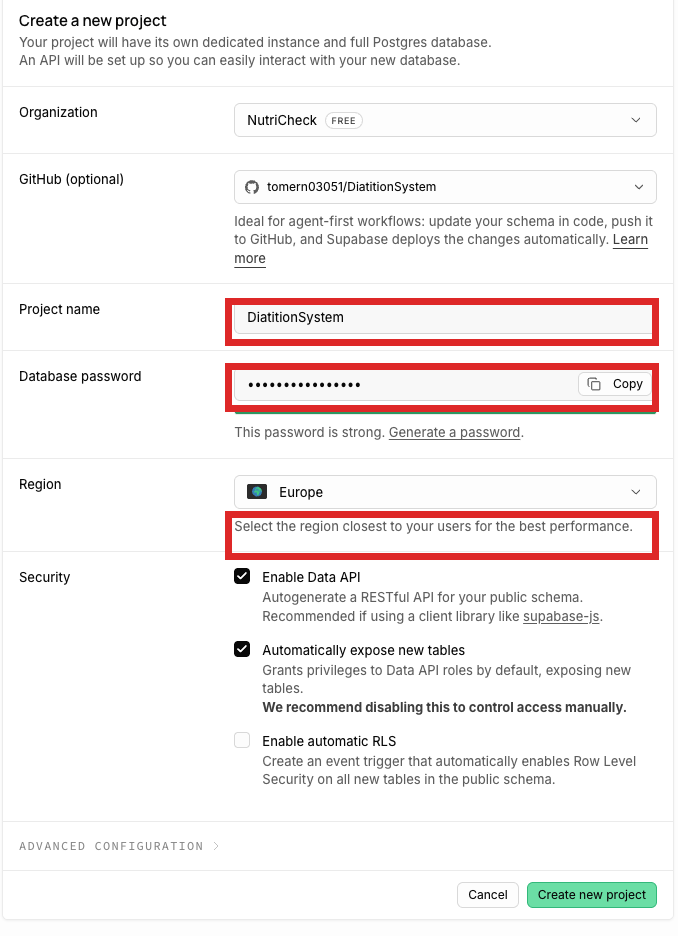 Create a new project
Your project will have its own dedicated instance and full Postgres database.
An API will be set up so you can easily interact with your new database.
Organization
NutriCheck FREE
GitHub (optional)
tomern03051/DiatitionSystem
Ideal for agent-first workflows: update your schema in code, push it
to GitHub, and Supabase deploys the changes automatically. Learn
more
Project name
DiatitionSystem
Database password
••••••••••••••••
Copy
This password is strong. Generate a password.
Region
Europe
Select the region closest to your users for the best performance.
Security
Enable Data API
Autogenerate a RESTful API for your public schema.
Recommended if using a client library like supabase-js.
Automatically expose new tables
Grants privileges to Data API roles by default, exposing new
tables.
We recommend disabling this to control access manually.
Enable automatic RLS
Create an event trigger that automatically enables Row Level
Security on all new tables in the public schema.
ADVANCED CONFIGURATION
Cancel
Create new project